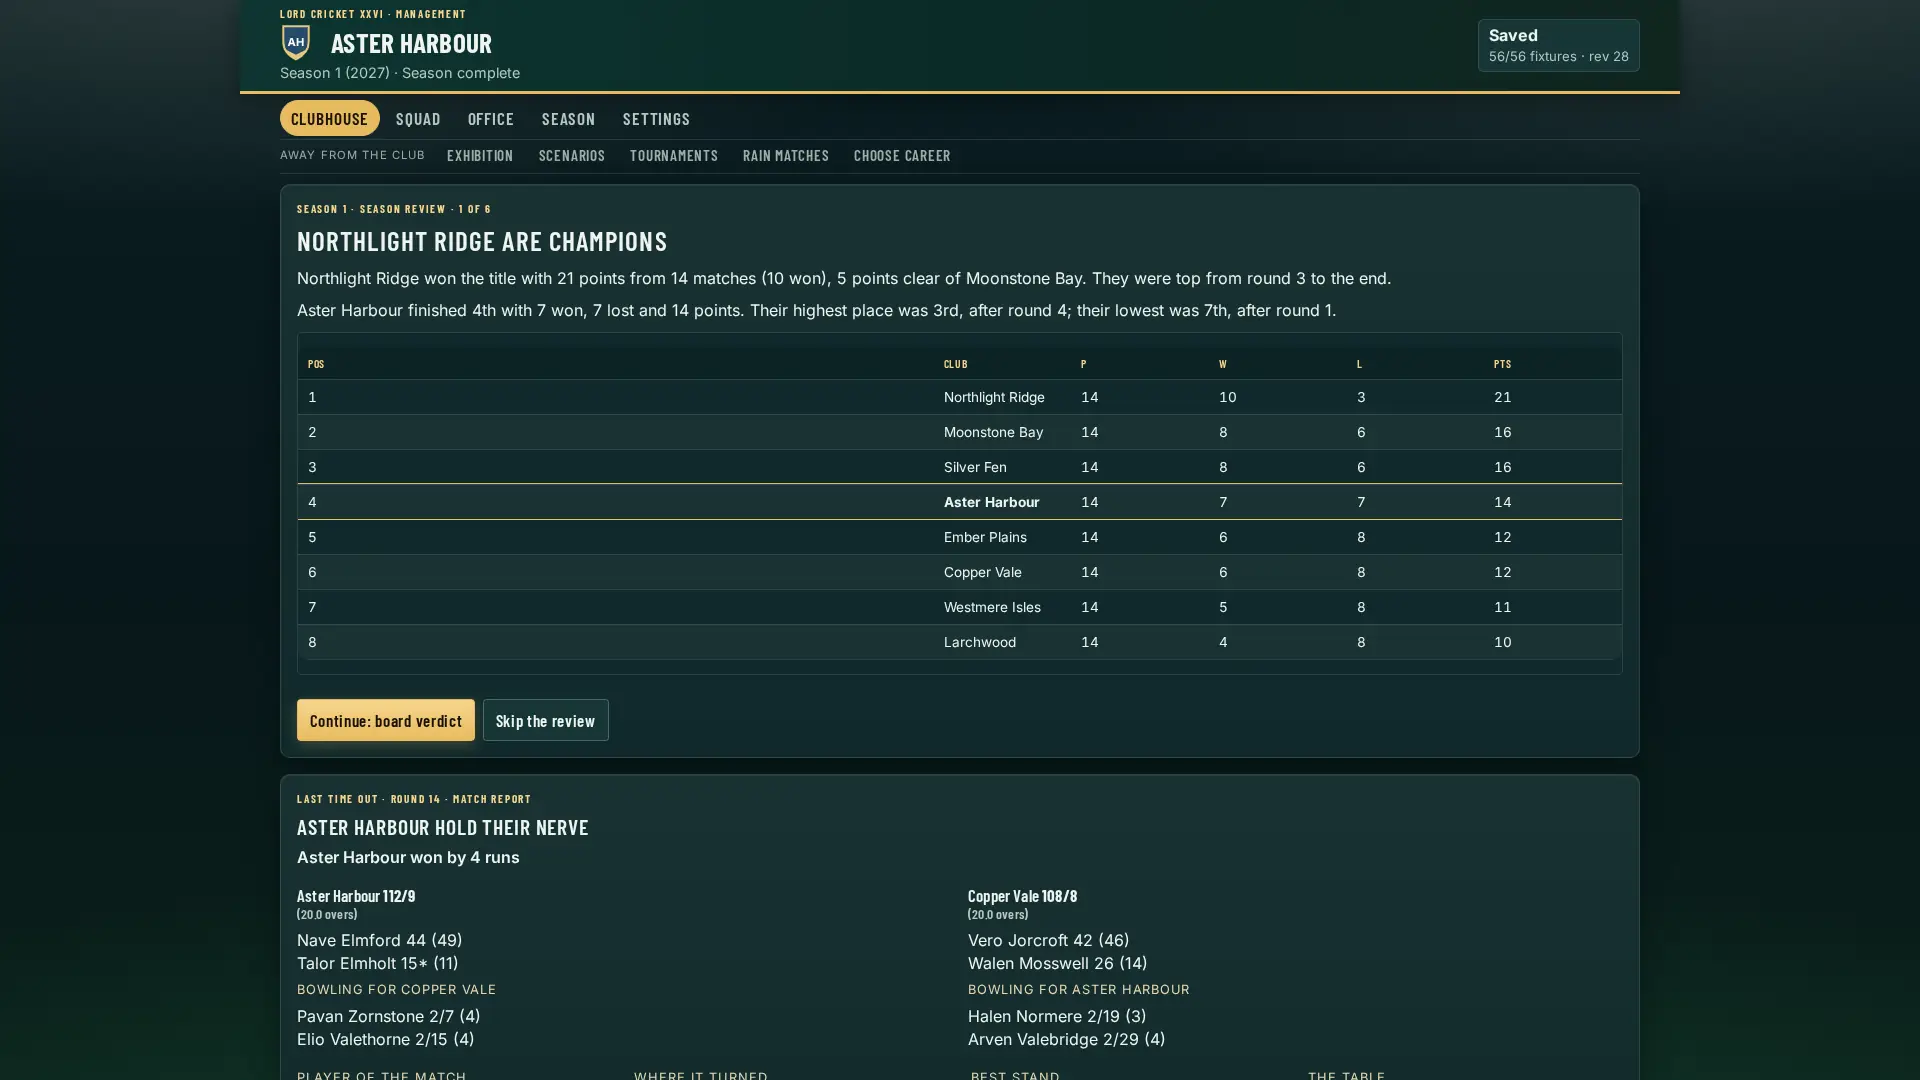 LORD CRICKET XXVI · MANAGEMENT
AH
ASTER HARBOUR
Season 1 (2027) · Season complete
Saved
56/56 fixtures · rev 28
CLUBHOUSE SQUAD OFFICE SEASON SETTINGS
AWAY FROM THE CLUB EXHIBITION SCENARIOS TOURNAMENTS RAIN MATCHES CHOOSE CAREER
SEASON 1 · SEASON REVIEW · 1 OF 6
NORTHLIGHT RIDGE ARE CHAMPIONS
Northlight Ridge won the title with 21 points from 14 matches (10 won), 5 points clear of Moonstone Bay. They were top from round 3 to the end.
Aster Harbour finished 4th with 7 won, 7 lost and 14 points. Their highest place was 3rd, after round 4; their lowest was 7th, after round 1.
POS CLUB P W L PTS
1 Northlight Ridge 14 10 3 21
2 Moonstone Bay 14 8 6 16
3 Silver Fen 14 8 6 16
4 Aster Harbour 14 7 7 14
5 Ember Plains 14 6 8 12
6 Copper Vale 14 6 8 12
7 Westmere Isles 14 5 8 11
8 Larchwood 14 4 8 10
Continue: board verdict Skip the review
LAST TIME OUT · ROUND 14 · MATCH REPORT
ASTER HARBOUR HOLD THEIR NERVE
Aster Harbour won by 4 runs
Aster Harbour 112/9
(20.0 overs)
Nave Elmford 44 (49)
Talor Elmholt 15* (11)
BOWLING FOR COPPER VALE
Pavan Zornstone 2/7 (4)
Elio Valethorne 2/15 (4)
Copper Vale 108/8
(20.0 overs)
Vero Jorcroft 42 (46)
Walen Mosswell 26 (14)
BOWLING FOR ASTER HARBOUR
Halen Normere 2/19 (3)
Arven Valebridge 2/29 (4)
PLAYER OF THE MATCH WHERE IT TURNED BEST STAND THE TABLE